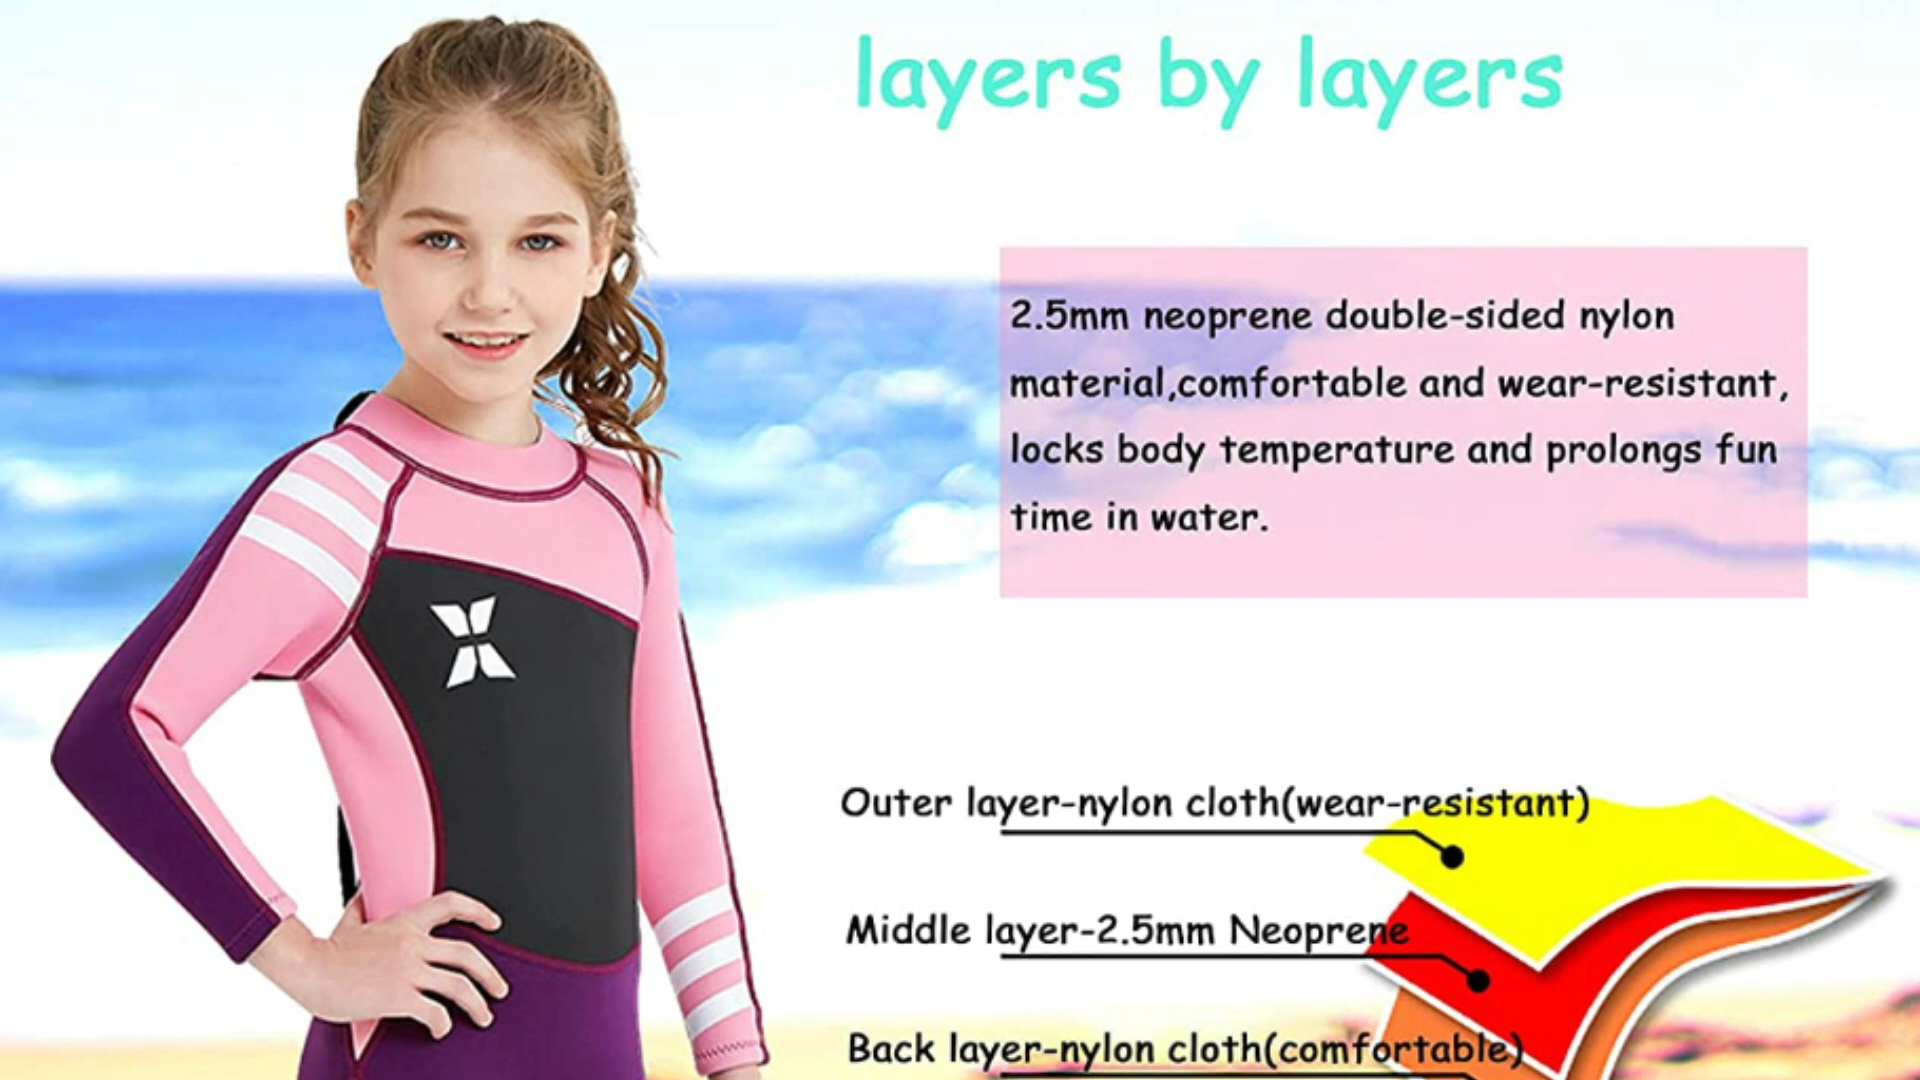 layers by layers
2.5mm neoprene double-sided nylon
material,comfortable and wear-resistant,
locks body temperature and prolongs fun
time in water.
Outer layer-nylon cloth(wear-resistant)
Middle layer-2.5mm Neoprene
Back layer-nylon cloth(comfortable)